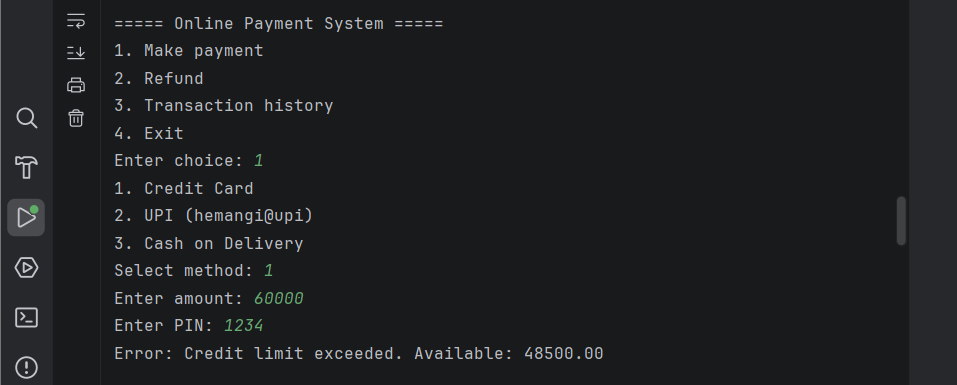 ===== Online Payment System =====
1. Make payment
2. Refund
3. Transaction history
4. Exit
Enter choice: 1
1. Credit Card
2. UPI (hemangi@upi)
3. Cash on Delivery
Select method: 1
Enter amount: 60000
Enter PIN: 1234
Error: Credit limit exceeded. Available: 48500.00